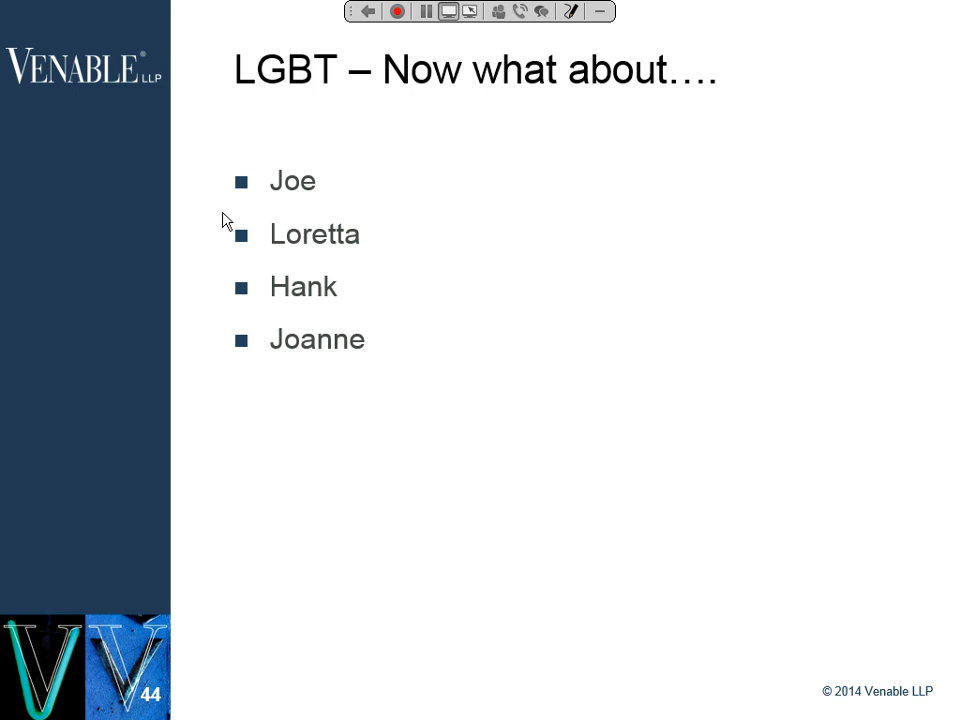 VENABLE® LLP
LGBT – Now what about….
Joe
Loretta
Hank
Joanne
44
© 2014 Venable LLP